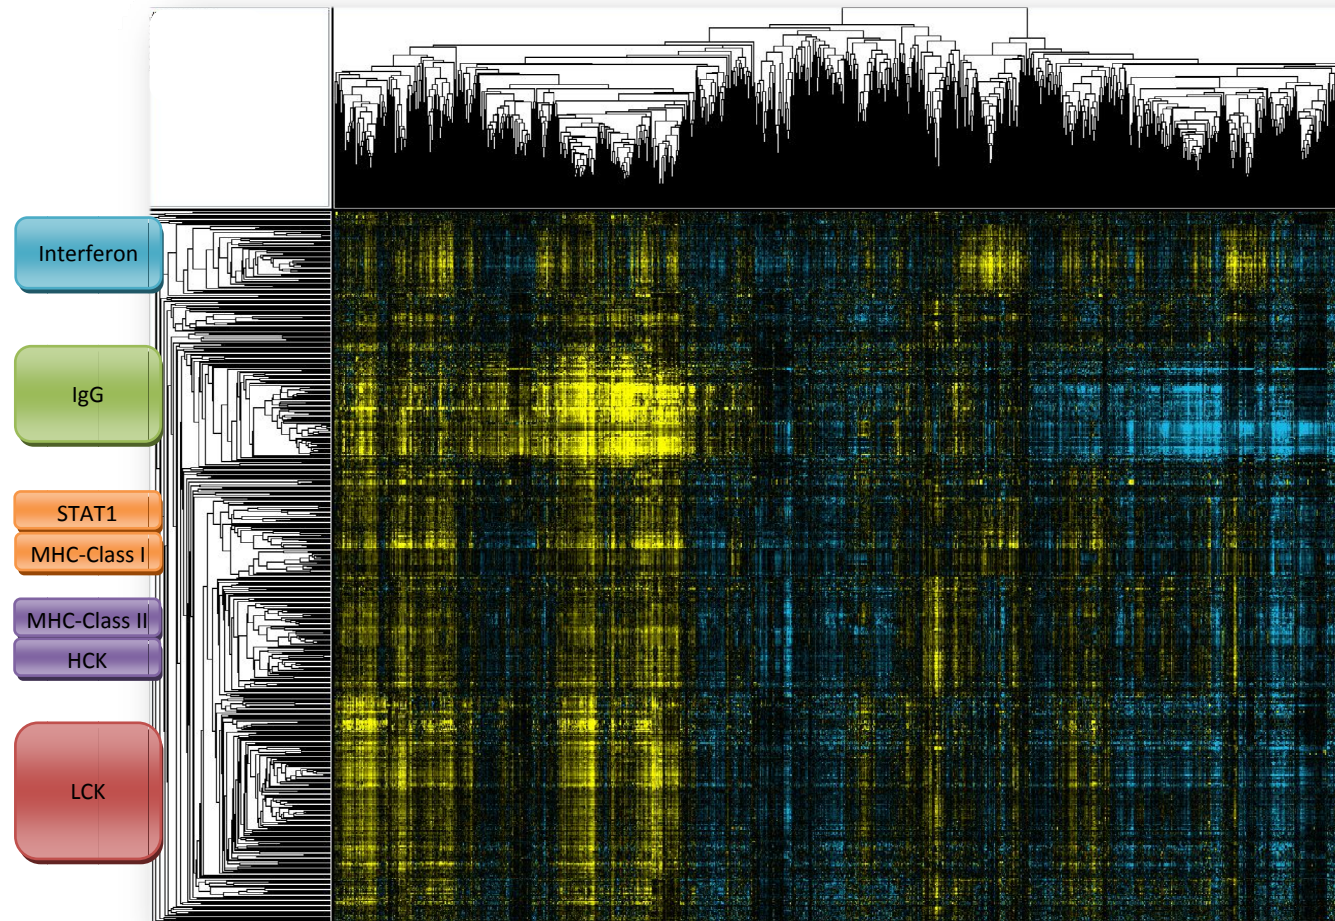 Interferon
IgG
STAT1
MHC-Class I
MHC-Class II
HCK
LCK